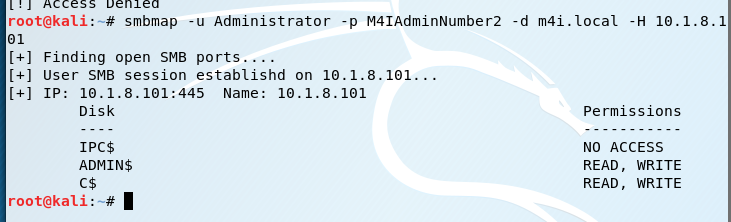 [!] Access Denied
root@kali:~# smbmap -u Administrator -p M4IAdminNumber2 -d m4i.local -H 10.1.8.1
01
[+] Finding open SMB ports....
[+] User SMB session establishd on 10.1.8.101...
[+] IP: 10.1.8.101:445  Name: 10.1.8.101
        Disk                                                    Permissions
        ----                                                    -----------
        IPC$                                                    NO ACCESS
        ADMIN$                                                  READ, WRITE
        C$                                                      READ, WRITE
root@kali:~#